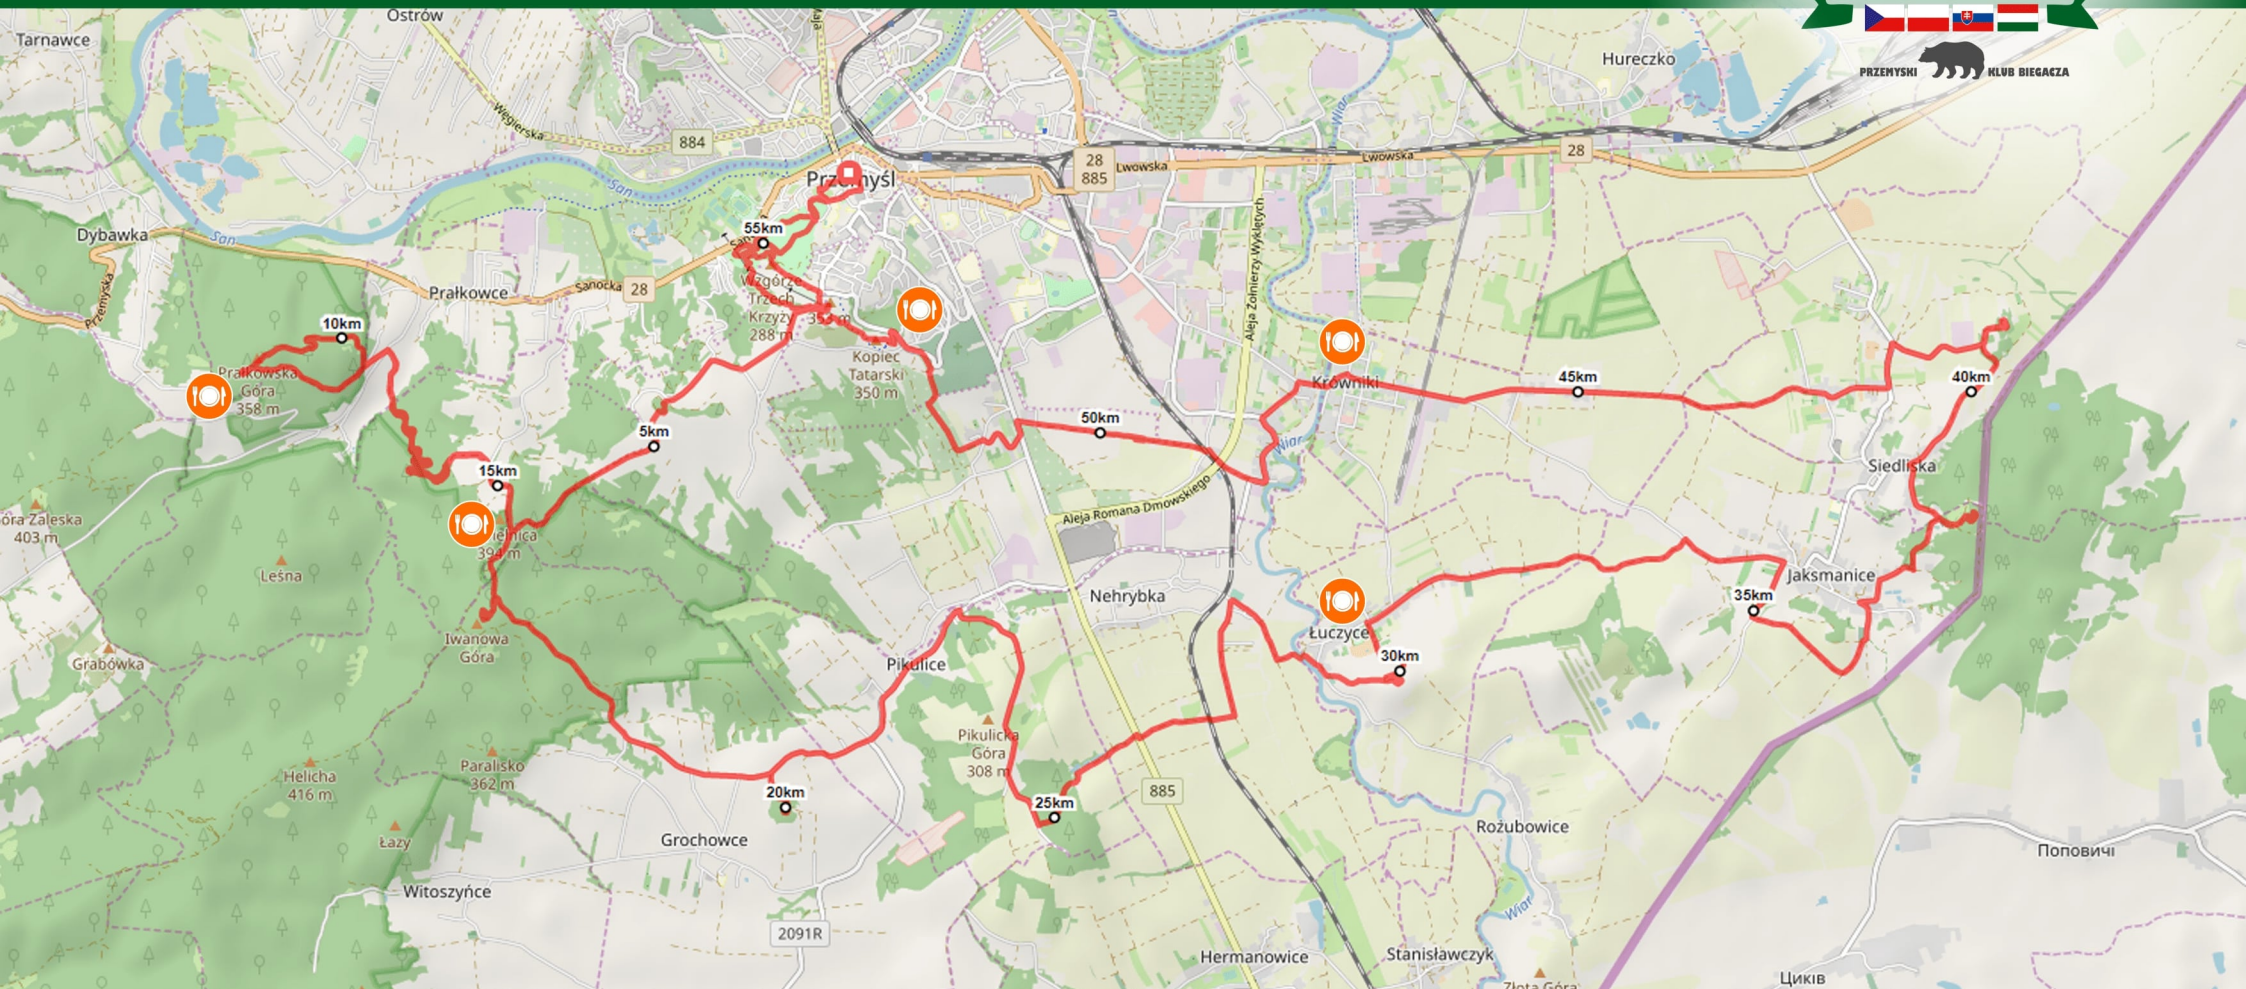 Ostrów
Tarnawce
Hureczko
PRZEMYSKI
KLUB BIEGACZA
Węgierska
884
Wiar
28
885
Lwowska
Lwowska
28
San
Przemyśl
Dybawka
San
55km
Aleja Żołnierzy Wyklętych
Przemyska
Prałkowce
Sanocka
28
Wzgórze
Trzech
Krzyży
288 m
353 m
10km
Prałkowska
Góra
358 m
Kopiec
Tatarski
350 m
Krówniki
45km
40km
5km
50km
Wiar
Siedliska
15km
394 m
403 m
Aleja Romana Dmowskiego
Leśna
Jaksmanice
Nehrybka
35km
Łuczyce
Iwanowa
Góra
Grabówka
Pikulice
30km
Pikulicka
Góra
308 m
Paralisko
362 m
Helicha
416 m
20km
885
25km
Rożubowice
Łazy
Grochowce
Поповичі
Witoszyńce
Wiar
2091R
Hermanowice
Stanisławczyk
Циків
Złota Góra